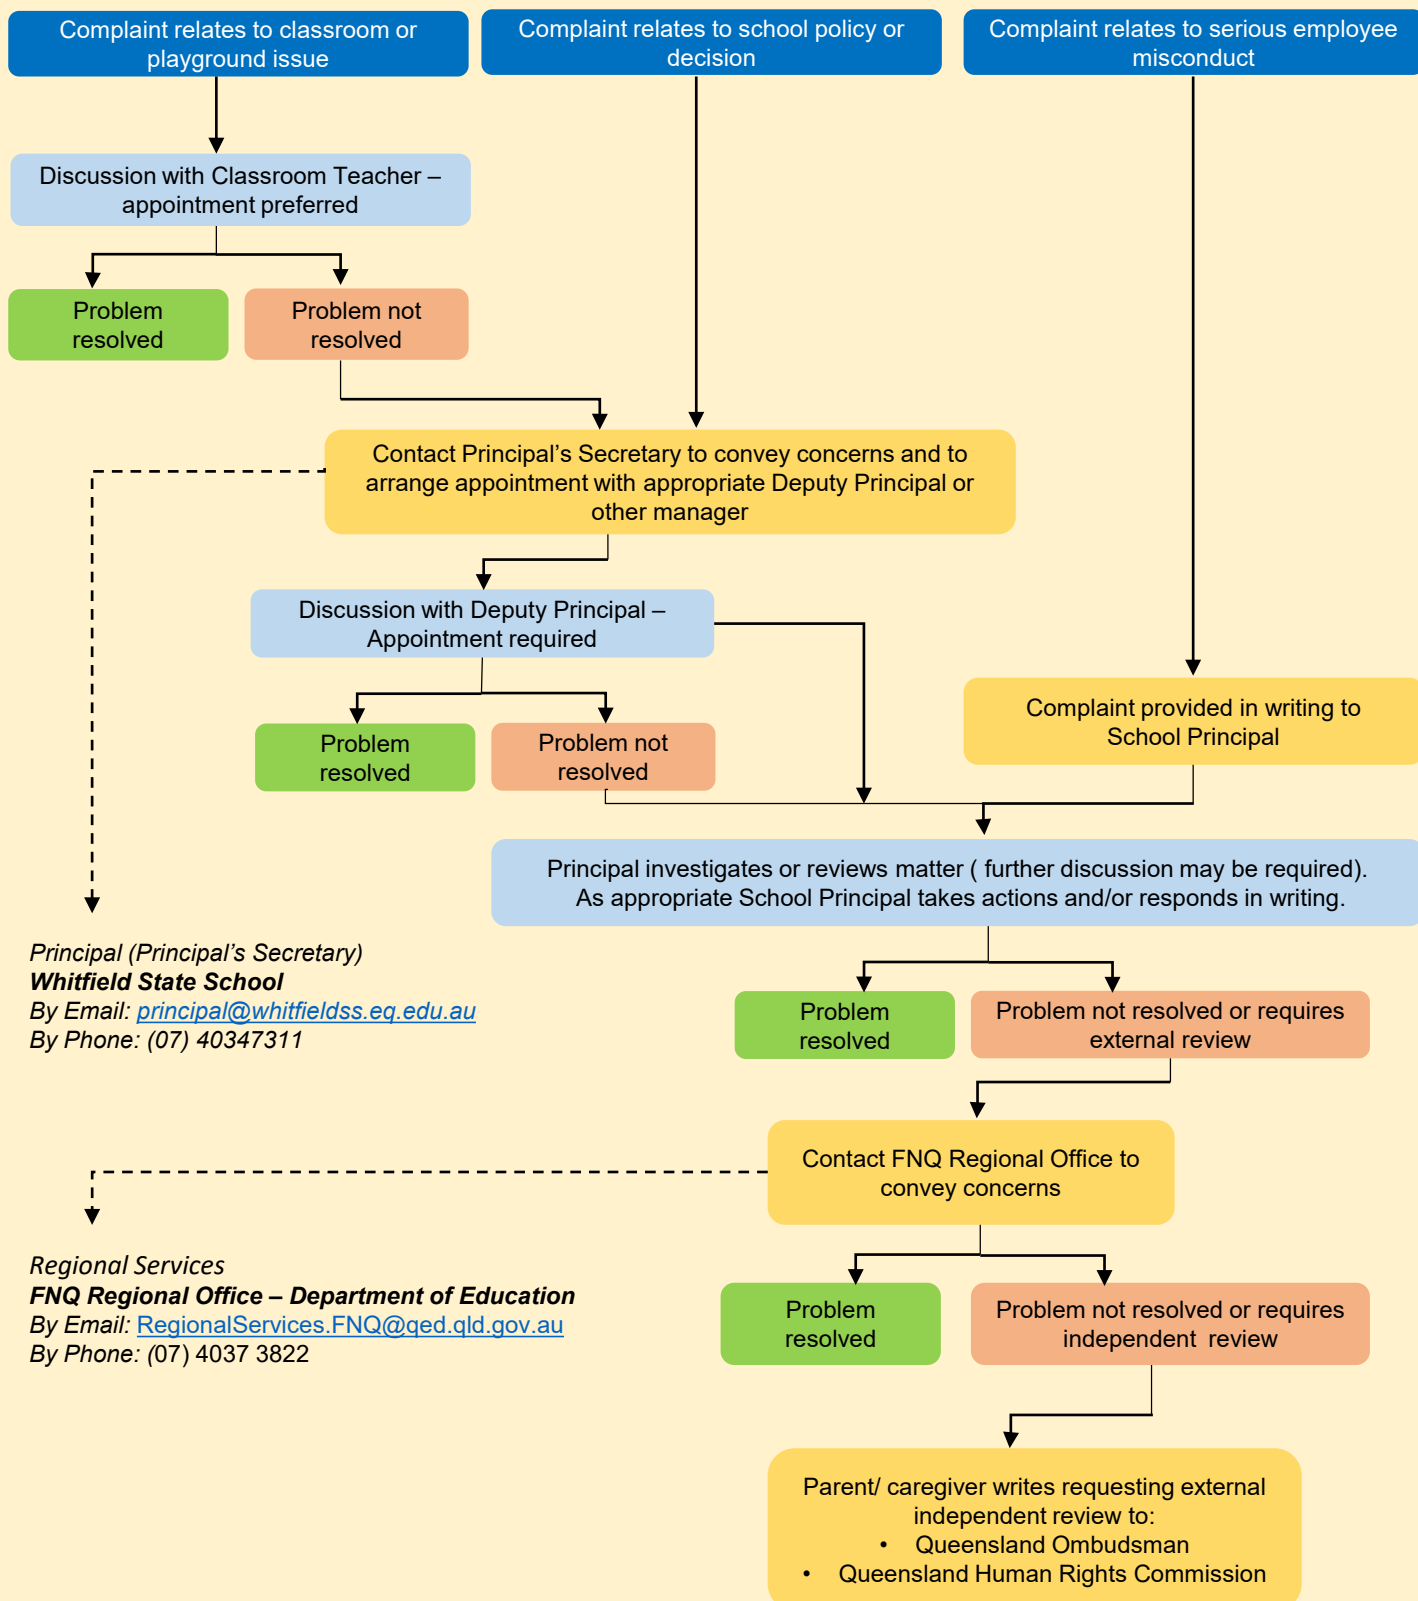 Complaint relates to classroom or
playground issue
Complaint relates to school policy or
decision
Complaint relates to serious employee
misconduct
Discussion with Classroom Teacher –
appointment preferred
Problem
resolved
Problem not
resolved
Contact Principal’s Secretary to convey concerns and to
arrange appointment with appropriate Deputy Principal or
other manager
Discussion with Deputy Principal –
Appointment required
Problem
resolved
Problem not
resolved
Complaint provided in writing to
School Principal
Principal investigates or reviews matter ( further discussion may be required).
As appropriate School Principal takes actions and/or responds in writing.
Principal (Principal’s Secretary)
Whitfield State School
By Email: principal@whitfieldss.eq.edu.au
By Phone: (07) 40347311
Problem
resolved
Problem not resolved or requires
external review
Contact FNQ Regional Office to
convey concerns
Regional Services
FNQ Regional Office – Department of Education
By Email: RegionalServices.FNQ@qed.qld.gov.au
By Phone: (07) 4037 3822
Problem
resolved
Problem not resolved or requires
independent  review
Parent/ caregiver writes requesting external
independent review to:
• Queensland Ombudsman
• Queensland Human Rights Commission